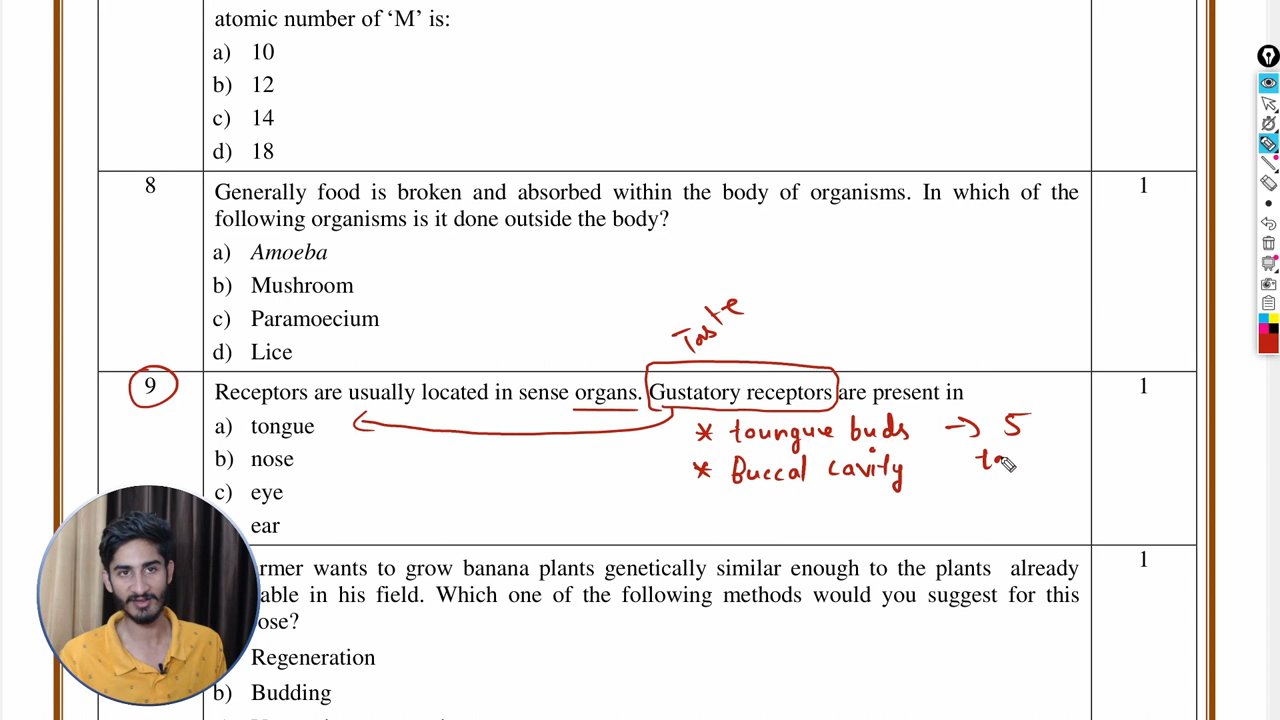 atomic number of ‘M’ is:
a) 10
b) 12
c) 14
d) 18
8 Generally food is broken and absorbed within the body of organisms. In which of the 1
following organisms is it done outside the body?
a) Amoeba
b) Mushroom
c) Paramoecium
d) Lice
Taste
9 Receptors are usually located in sense organs. Gustatory receptors are present in 1
a) tongue
* toungue buds → 5
b) nose
* Buccal cavity
c) eye
ear
rmer wants to grow banana plants genetically similar enough to the plants already 1
able in his field. Which one of the following methods would you suggest for this
ose?
Regeneration
b) Budding